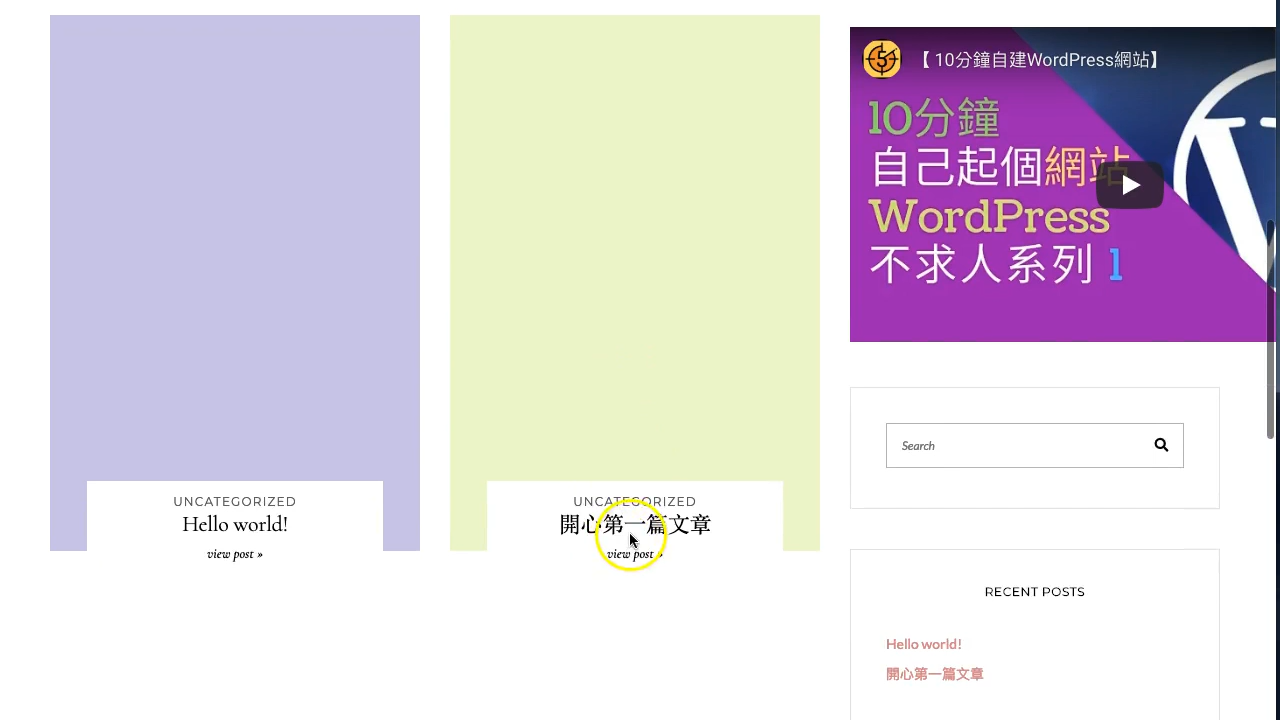 UNCATEGORIZED
Hello world!
view post »
UNCATEGORIZED
開心第一篇文章
view post »
【 10分鐘自建WordPress網站】
10分鐘
自己起個網站
WordPress
不求人系列 1
Search
RECENT POSTS
Hello world!
開心第一篇文章